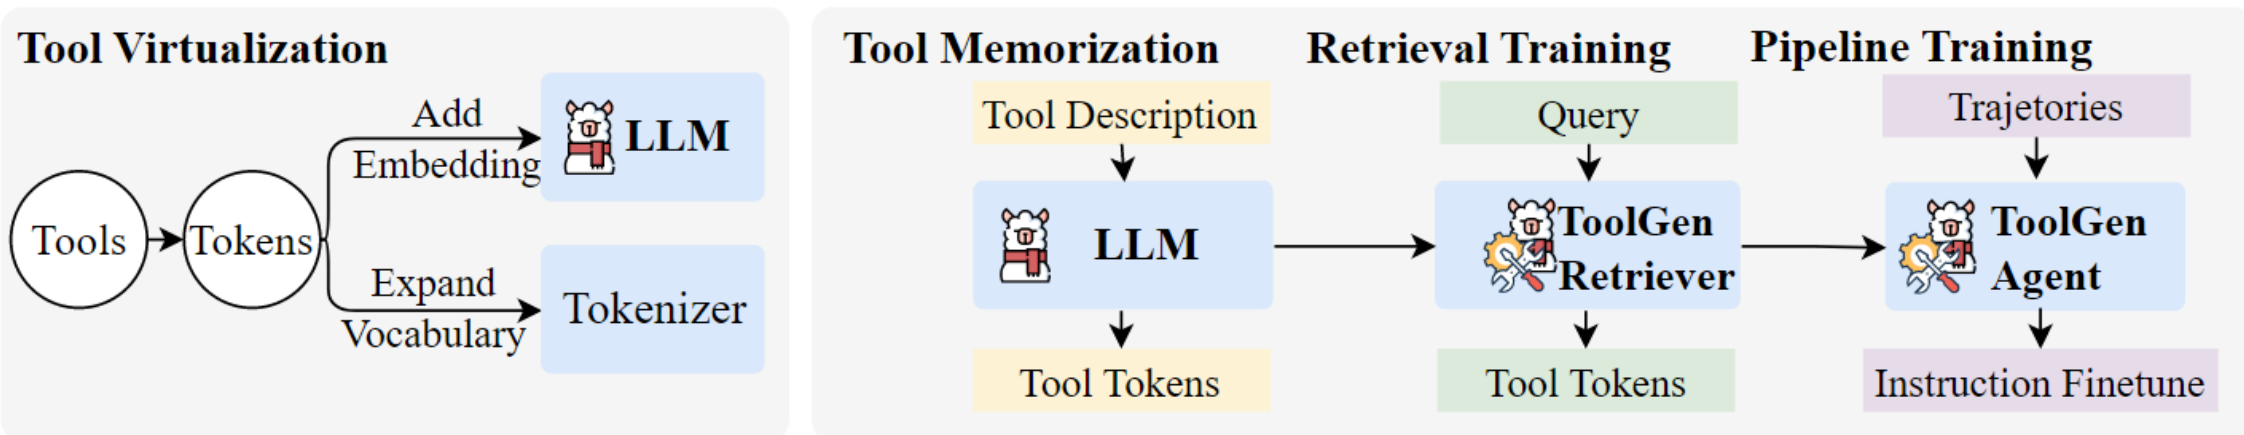 Tool Virtualization
Tools
Tokens
Add
Embedding
LLM
Expand
Vocabulary
Tokenizer
Tool Memorization
Tool Description
LLM
Tool Tokens
Retrieval Training
Query
ToolGen
Retriever
Tool Tokens
Pipeline Training
Trajetories
ToolGen
Agent
Instruction Finetune